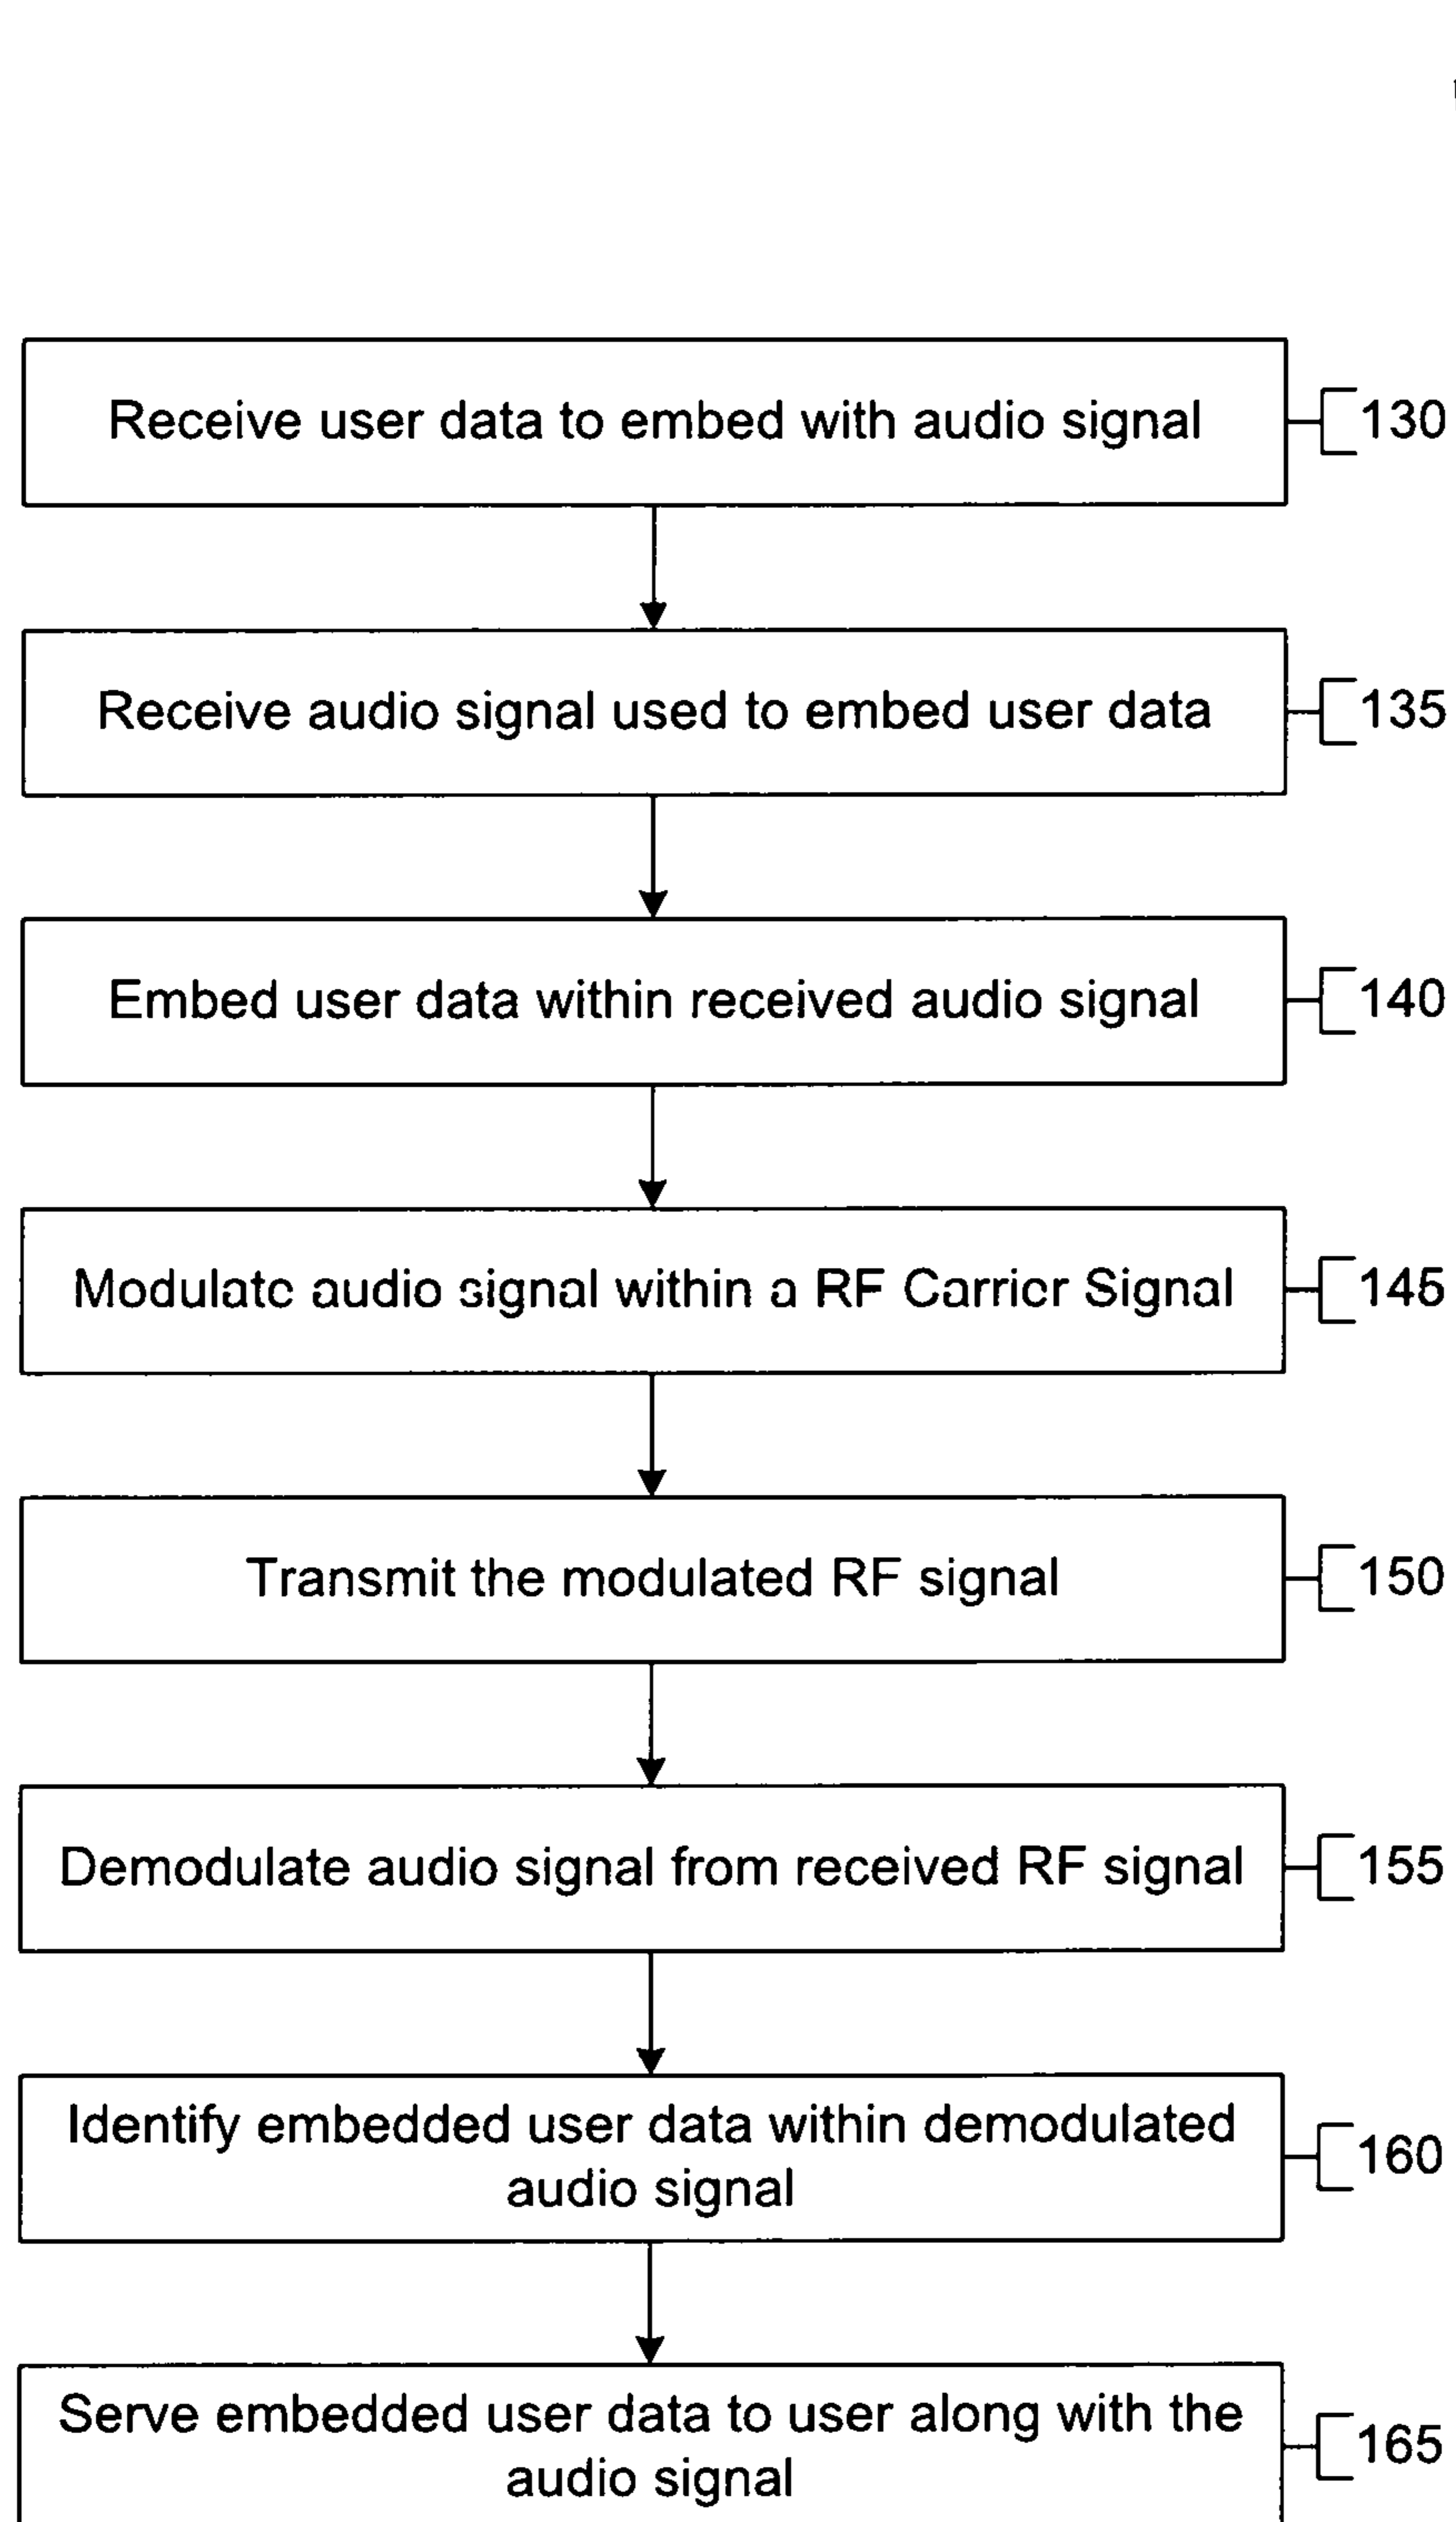 Receive user data to embed with audio signal
130
Receive audio signal used to embed user data
135
Embed user data within received audio signal
140
Modulate audio signal within a RF Carrier Signal
145
Transmit the modulated RF signal
150
Demodulate audio signal from received RF signal
155
Identify embedded user data within demodulated
audio signal
160
Serve embedded user data to user along with the
audio signal
165